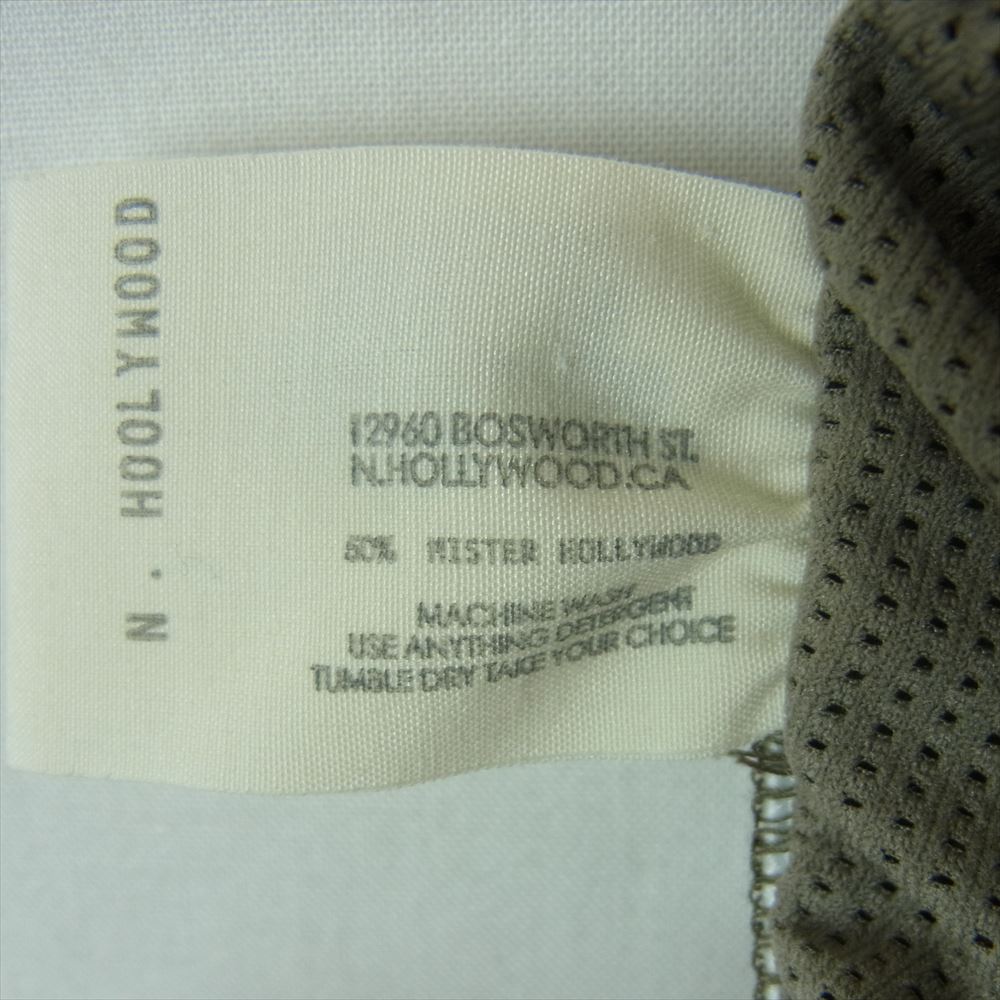 N. HOOLYWOOD
12960 BOSWORTH ST.
N.HOLLYWOOD.CA
50% MISTER HOLLYWOOD
MACHINE WASH
USE ANYTHING DETERGENT
TUMBLE DRY TAKE YOUR CHOICE